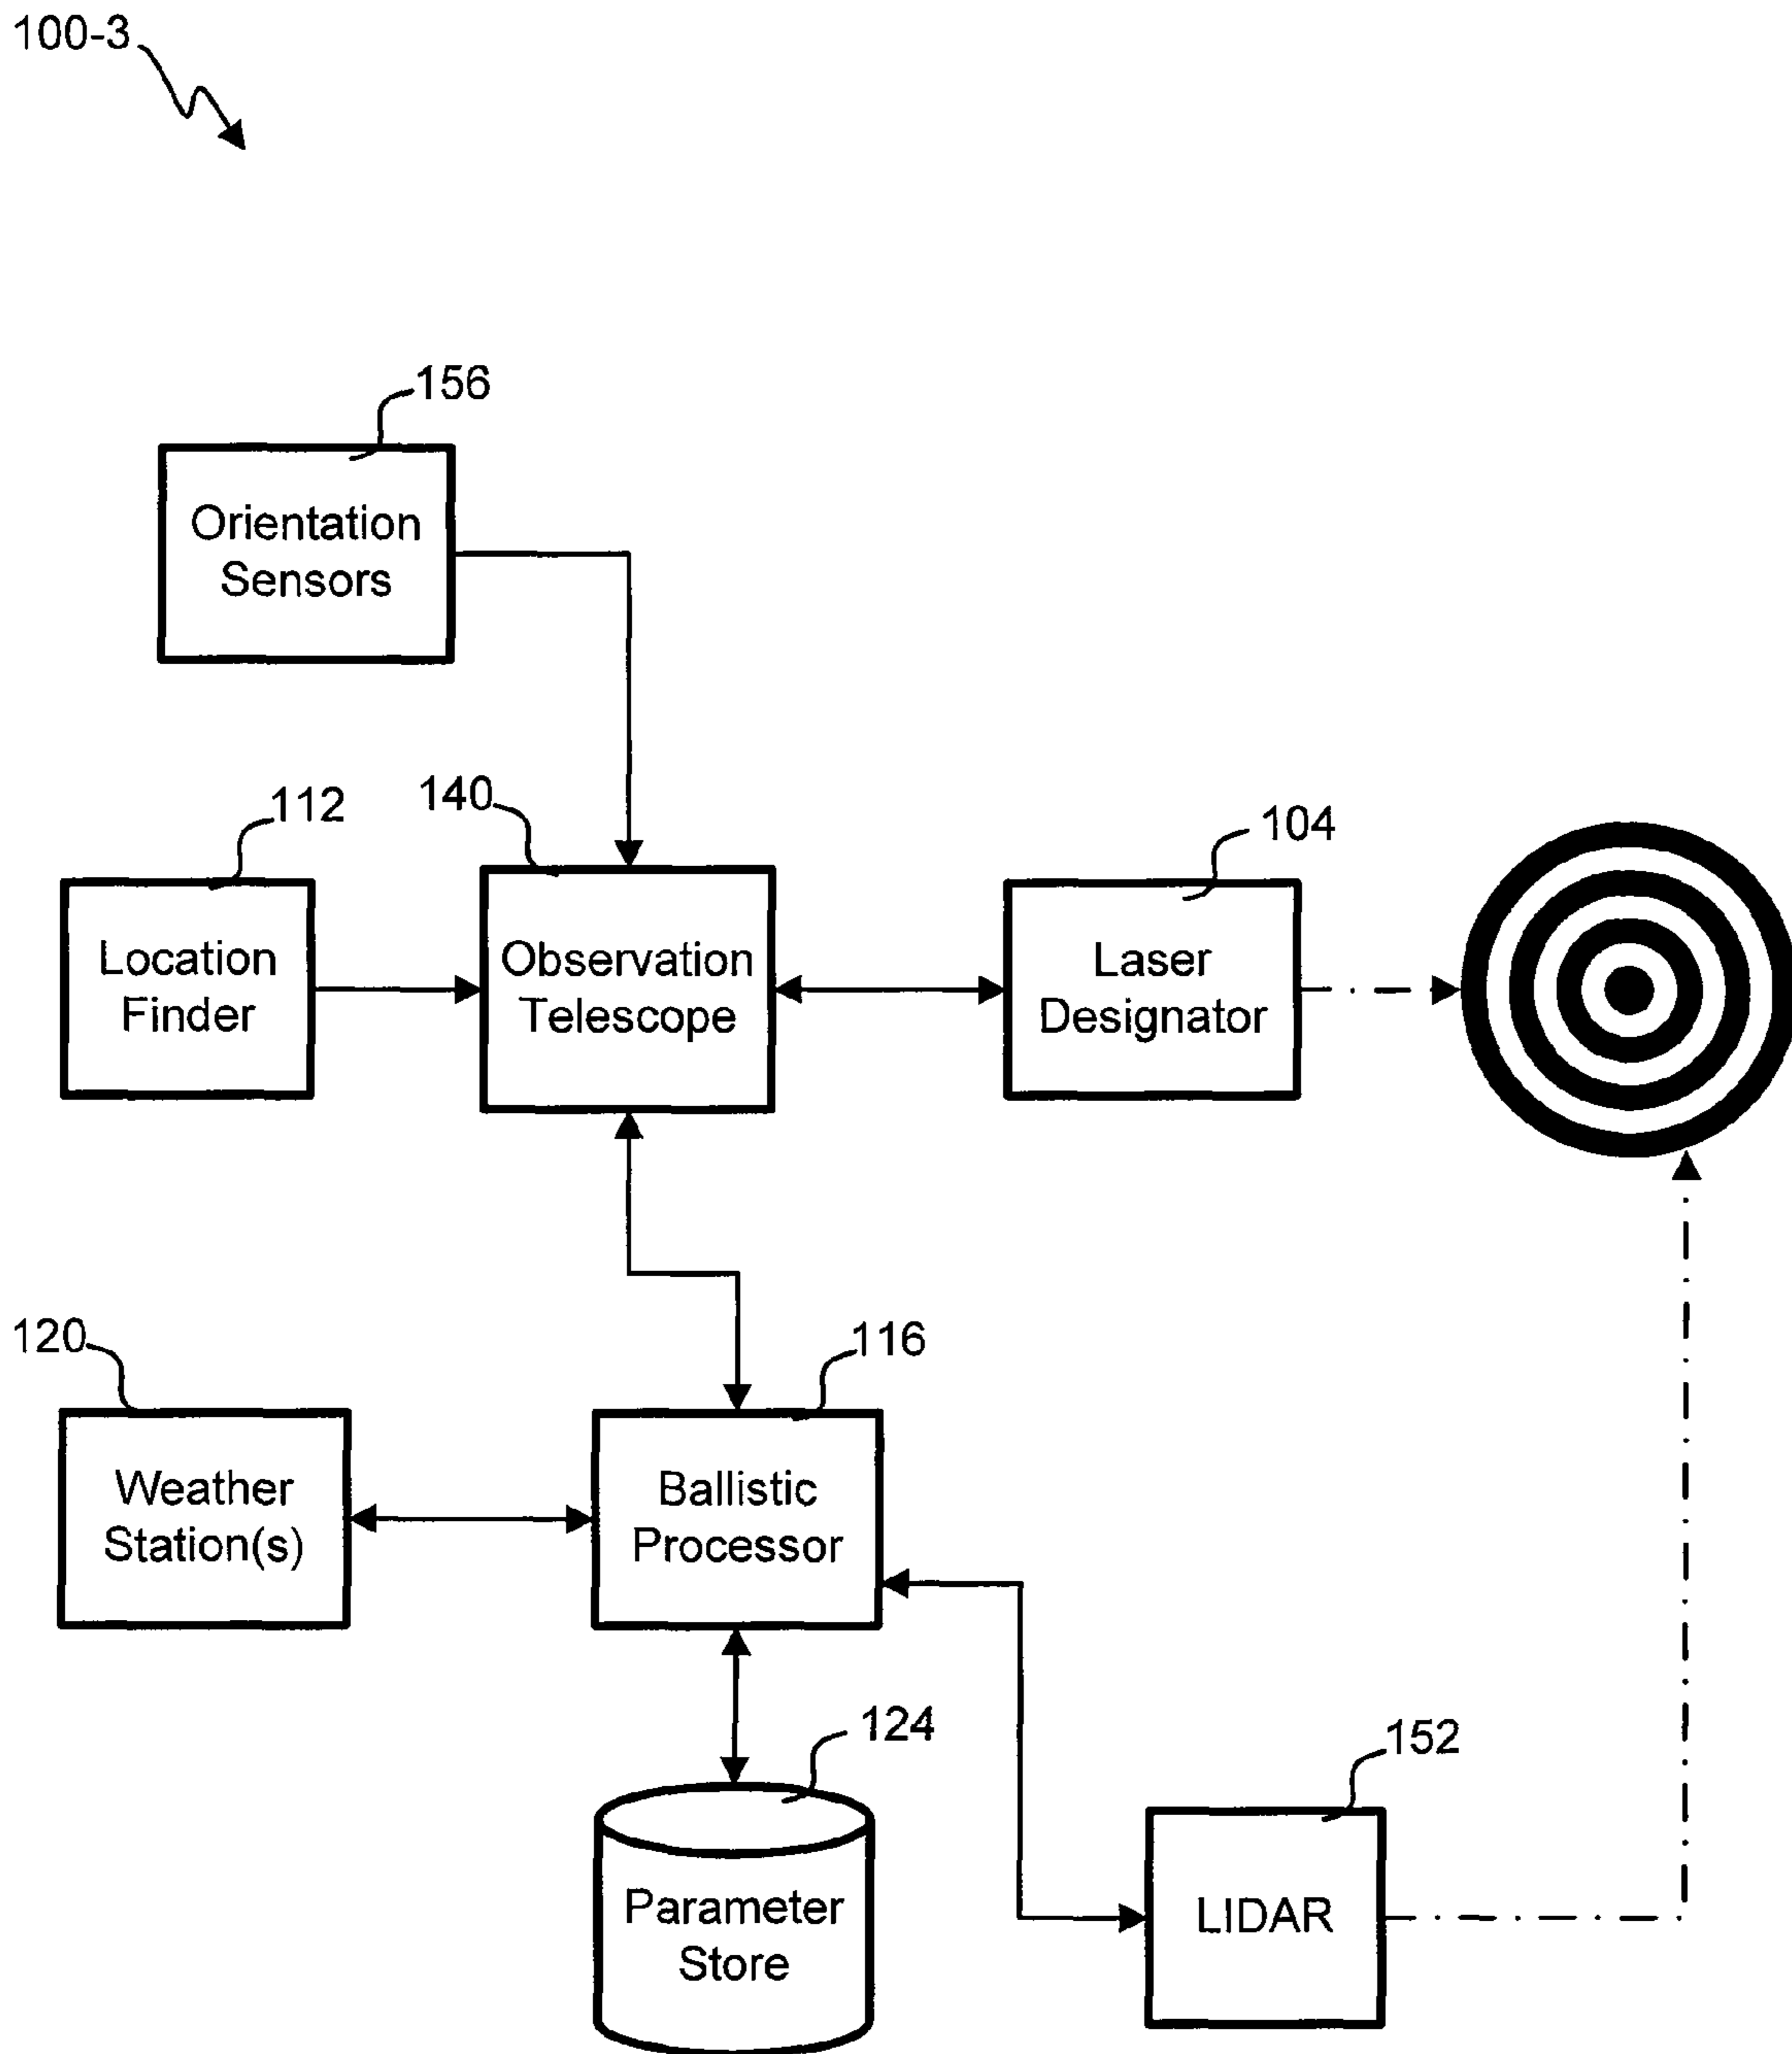 100-3
156
Orientation
Sensors
112
140
104
Location
Finder
Observation
Telescope
Laser
Designator
120
116
Weather
Station(s)
Ballistic
Processor
124
152
Parameter
Store
LIDAR